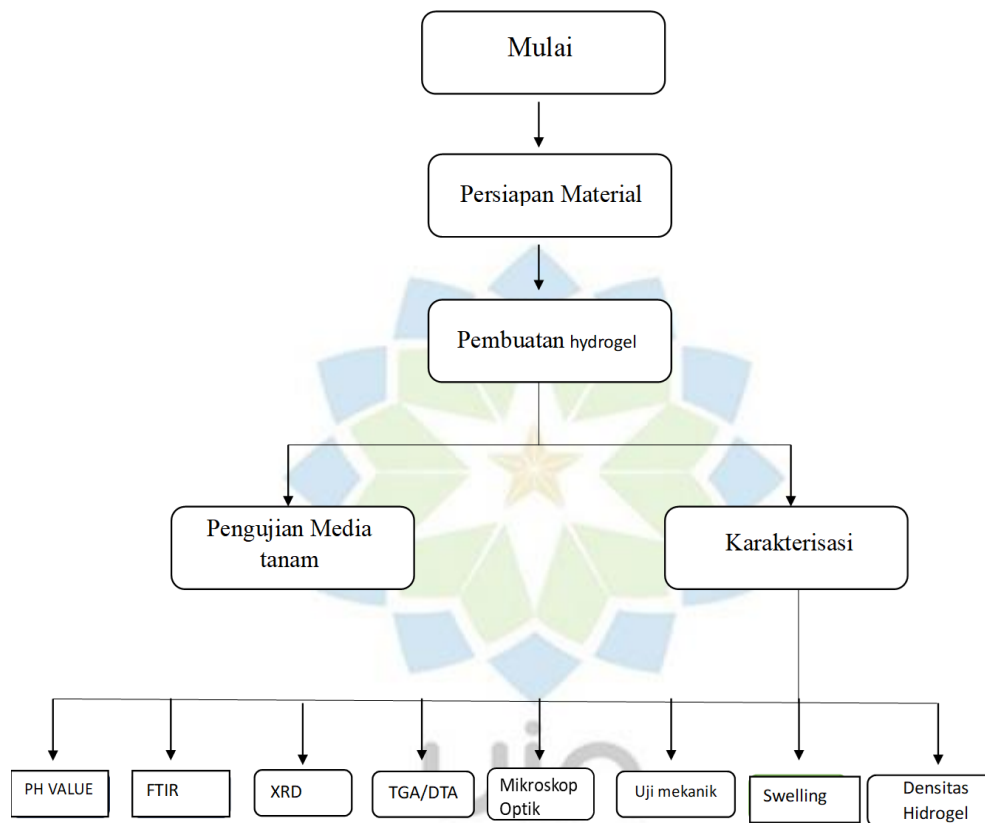 Mulai
Persiapan Material
Pembuatan hydrogel
Pengujian Media
tanam
Karakterisasi
PH VALUE
FTIR
XRD
TGA/DTA
Mikroskop
Optik
Uji mekanik
Swelling
Densitas
Hidrogel